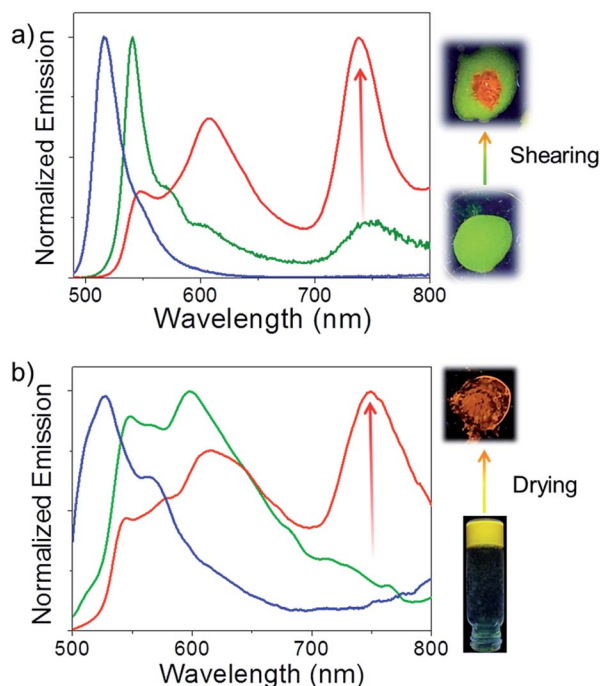 a)
Normalized Emission
500 600 700 800
Wavelength (nm)
Shearing
b)
Normalized Emission
500 600 700 800
Wavelength (nm)
Drying